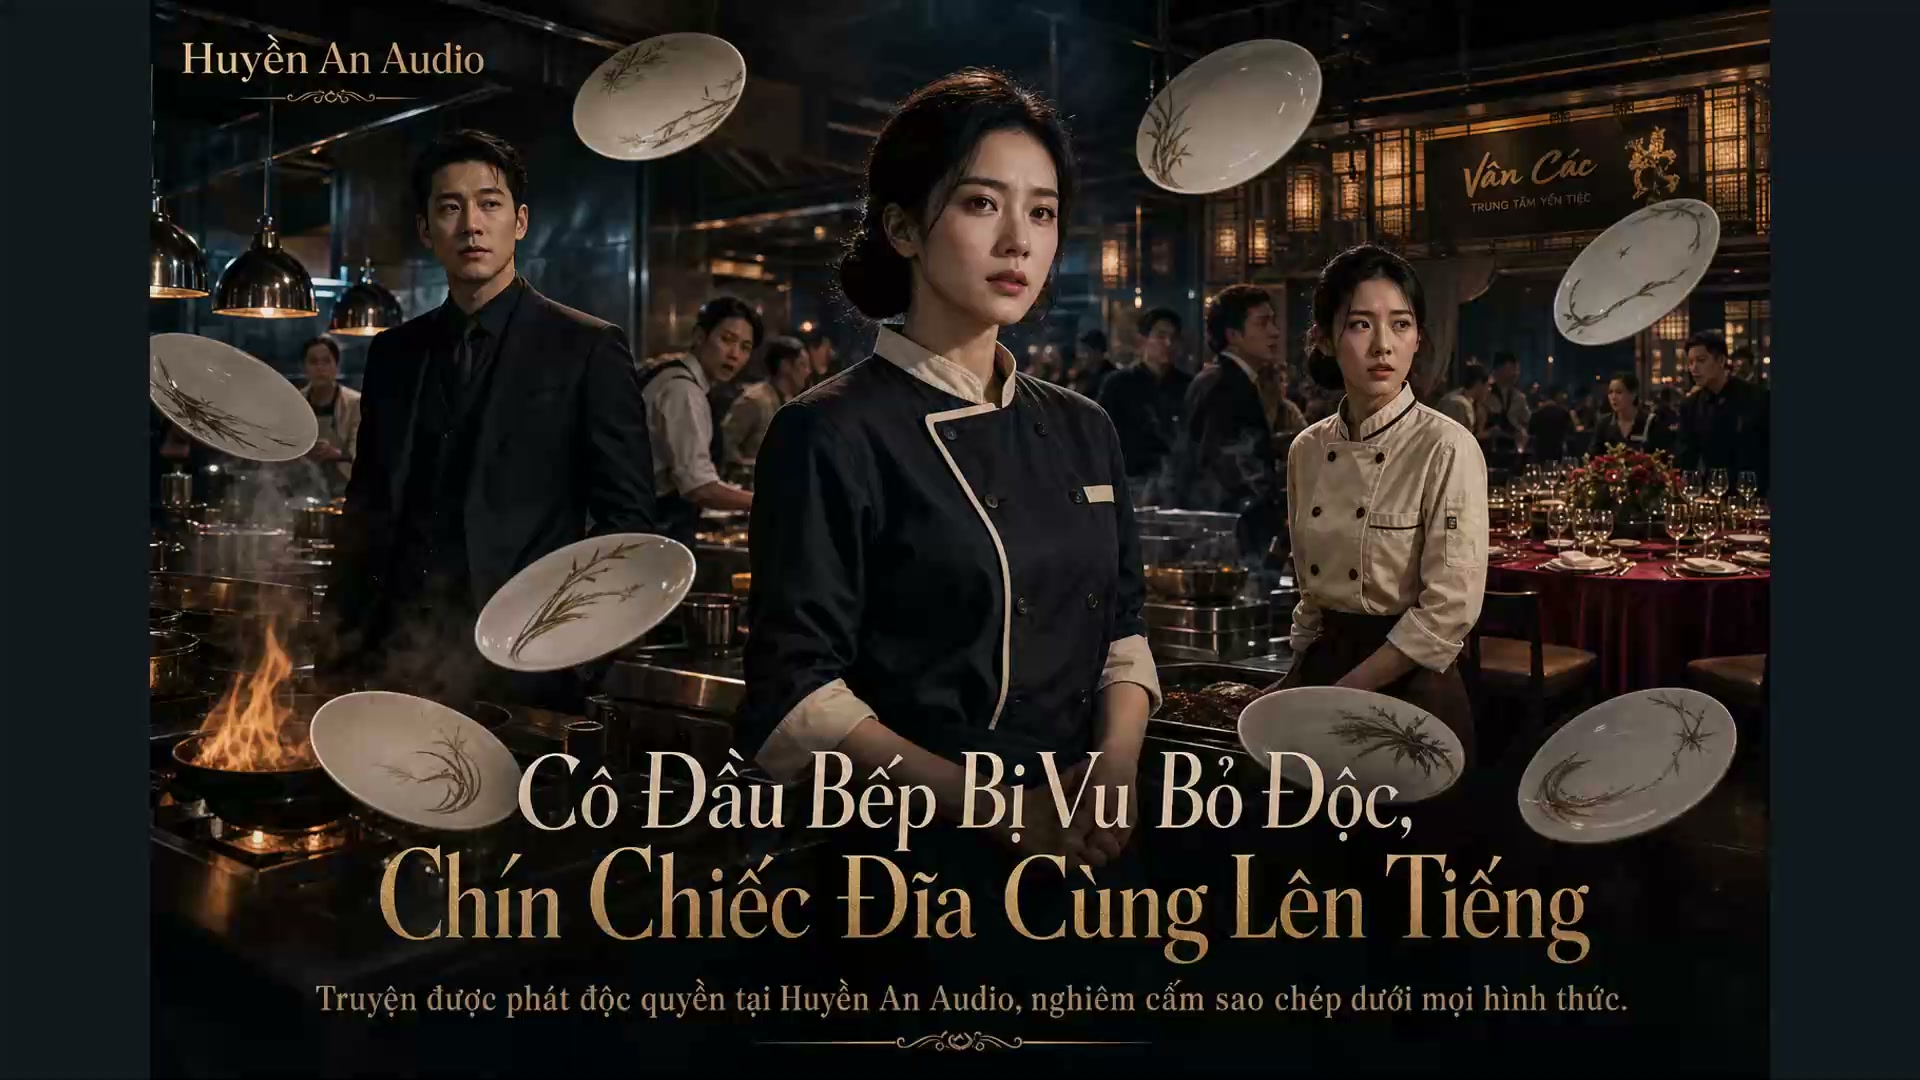 Huyền An Audio
Vân Các
TRUNG TÂM YẾN TIỆC
Cô Đầu Bếp Bị Vu Bỏ Độc,
Chín Chiếc Đĩa Cùng Lên Tiếng
Truyện được phát độc quyền tại Huyền An Audio, nghiêm cấm sao chép dưới mọi hình thức.